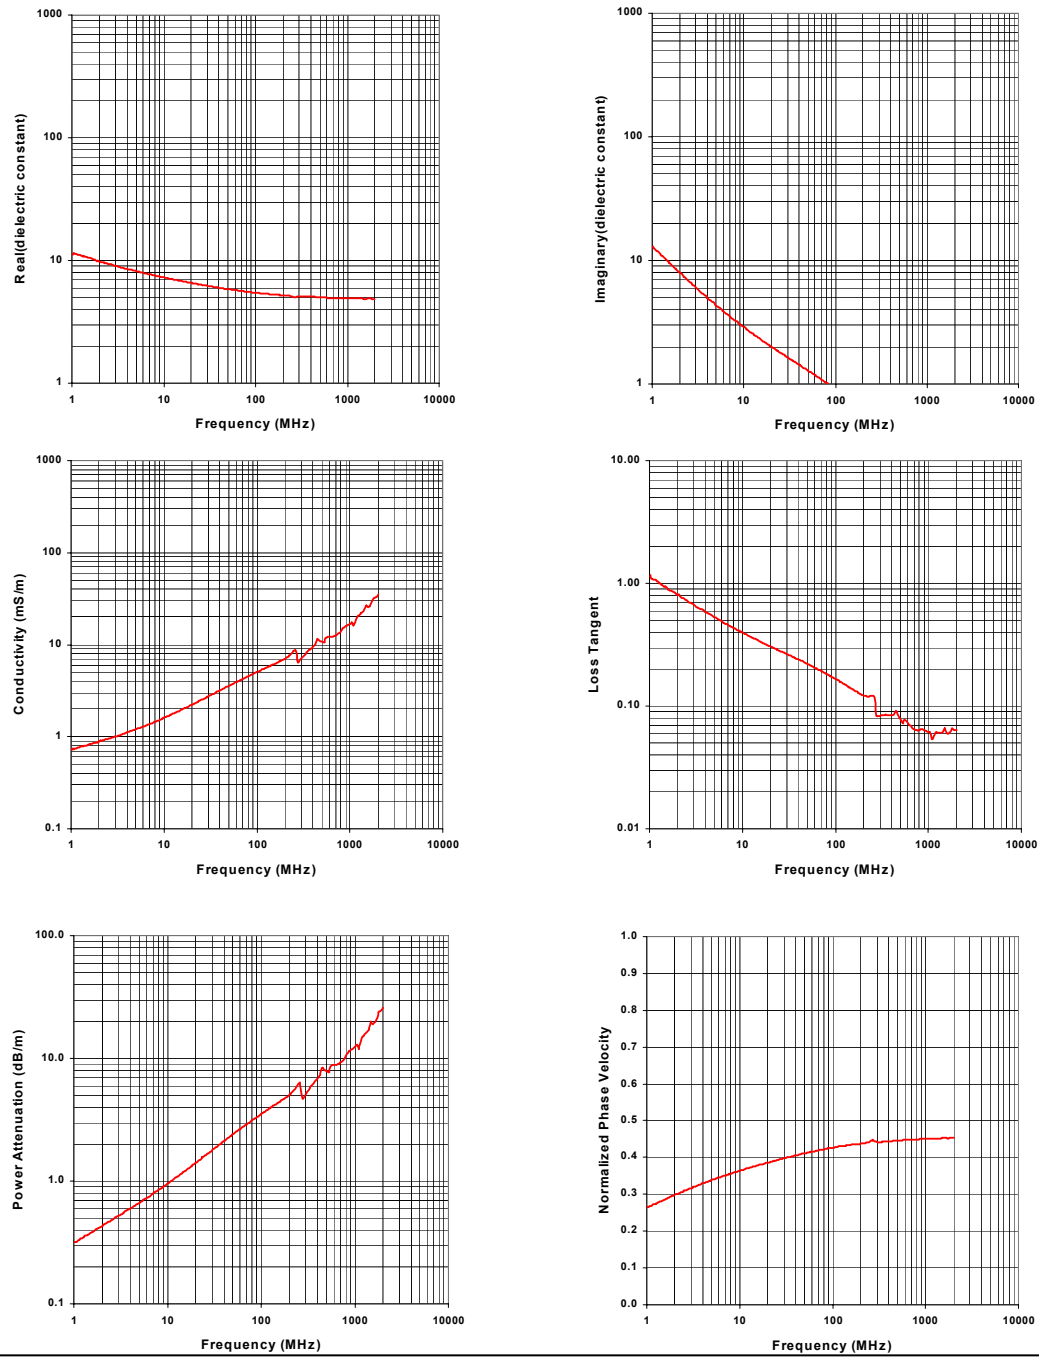 1000
100
10
1
Real(dielectric constant)
1 10 100 1000 10000
Frequency (MHz)
1000
100
10
1
Imaginary(dielectric constant)
1 10 100 1000 10000
Frequency (MHz)
1000
100
10
1
0.1
Conductivity (mS/m)
1 10 100 1000 10000
Frequency (MHz)
10.00
1.00
0.10
0.01
Loss Tangent
1 10 100 1000 10000
Frequency (MHz)
100.0
10.0
1.0
0.1
Power Attenuation (dB/m)
1 10 100 1000 10000
Frequency (MHz)
1.0
0.9
0.8
0.7
0.6
0.5
0.4
0.3
0.2
0.1
0.0
Normalized Phase Velocity
1 10 100 1000 10000
Frequency (MHz)